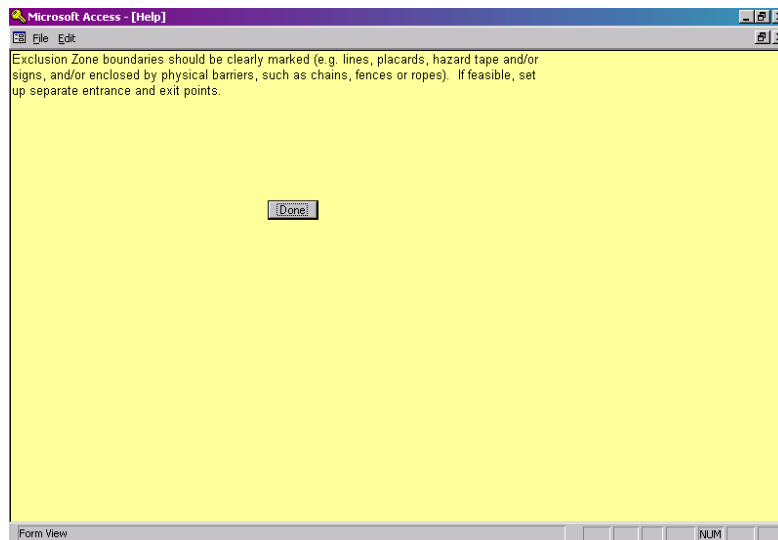 Microsoft Access - [Help]
File Edit
Exclusion Zone boundaries should be clearly marked (e.g. lines, placards, hazard tape and/or
signs, and/or enclosed by physical barriers, such as chains, fences or ropes). If feasible, set
up separate entrance and exit points.
Done
Form View
NUM